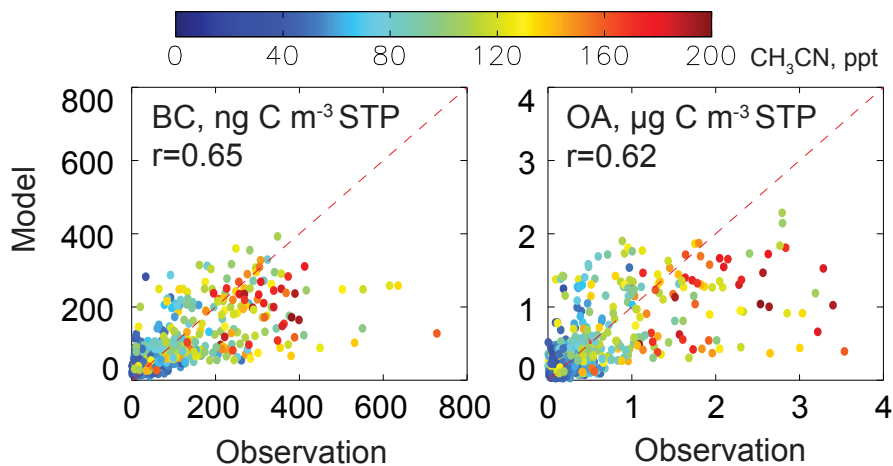 0 40 80 120 160 200 CH₃CN, ppt
800
600
400
200
0
Model
BC, ng C m⁻³ STP
r=0.65
0 200 400 600 800
Observation
4
3
2
1
0
OA, µg C m⁻³ STP
r=0.62
0 1 2 3 4
Observation